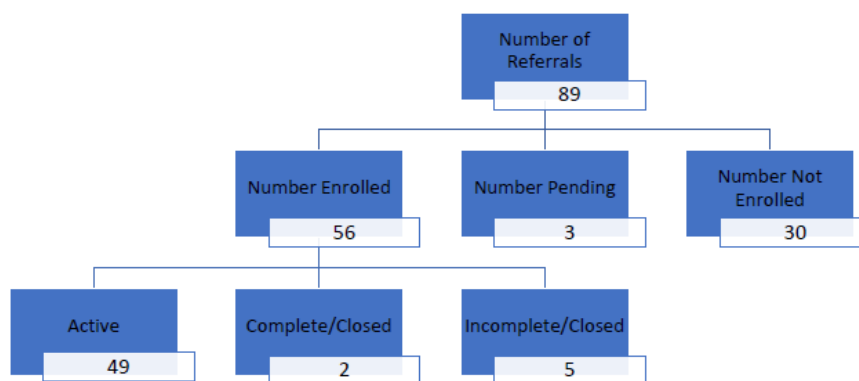 Number of
Referrals
89
Number Enrolled
56
Number Pending
3
Number Not
Enrolled
30
Active
49
Complete/Closed
2
Incomplete/Closed
5